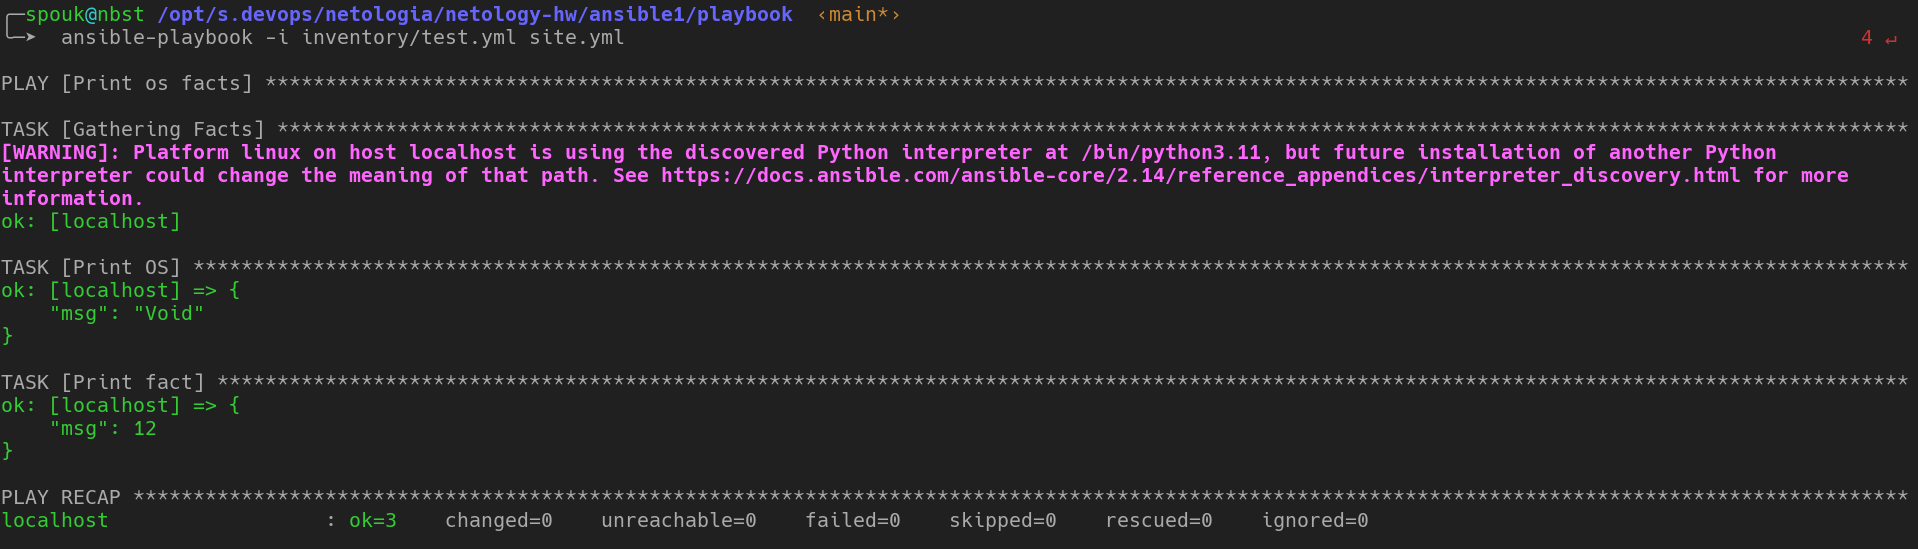 ╭─spouk@nbst /opt/s.devops/netologia/netology-hw/ansible1/playbook  ‹main*›
╰─➤  ansible-playbook -i inventory/test.yml site.yml 4 ↵
PLAY [Print os facts] *****************************************************************************************************************************************
TASK [Gathering Facts] ****************************************************************************************************************************************
[WARNING]: Platform linux on host localhost is using the discovered Python interpreter at /bin/python3.11, but future installation of another Python
interpreter could change the meaning of that path. See https://docs.ansible.com/ansible-core/2.14/reference_appendices/interpreter_discovery.html for more
information.
ok: [localhost]
TASK [Print OS] ***********************************************************************************************************************************************
ok: [localhost] => {
    "msg": "Void"
}
TASK [Print fact] *********************************************************************************************************************************************
ok: [localhost] => {
    "msg": 12
}
PLAY RECAP ****************************************************************************************************************************************************
localhost                  : ok=3    changed=0    unreachable=0    failed=0    skipped=0    rescued=0    ignored=0